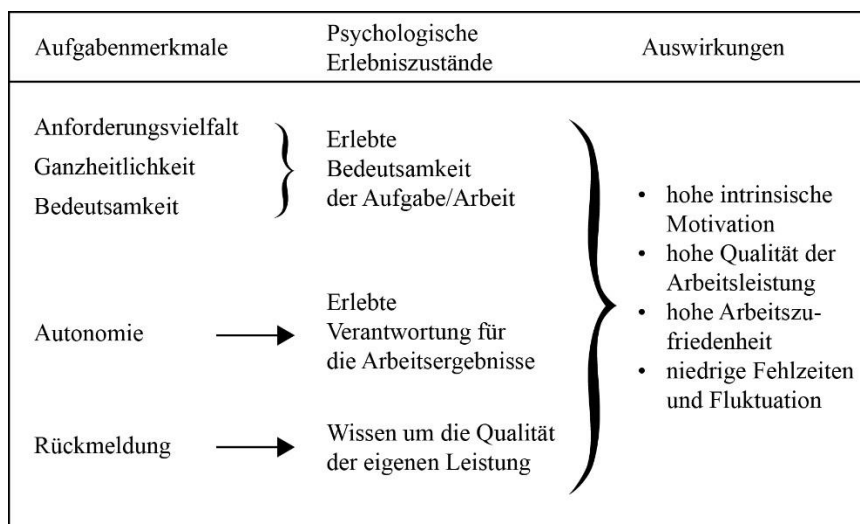 Aufgabenmerkmale
Psychologische
Erlebniszustände
Auswirkungen
Anforderungsvielfalt
Ganzheitlichkeit
Bedeutsamkeit
Erlebte
Bedeutsamkeit
der Aufgabe/Arbeit
Autonomie
Erlebte
Verantwortung für
die Arbeitsergebnisse
Rückmeldung
Wissen um die Qualität
der eigenen Leistung
• hohe intrinsische
Motivation
• hohe Qualität der
Arbeitsleistung
• hohe Arbeitszu-
friedenheit
• niedrige Fehlzeiten
und Fluktuation